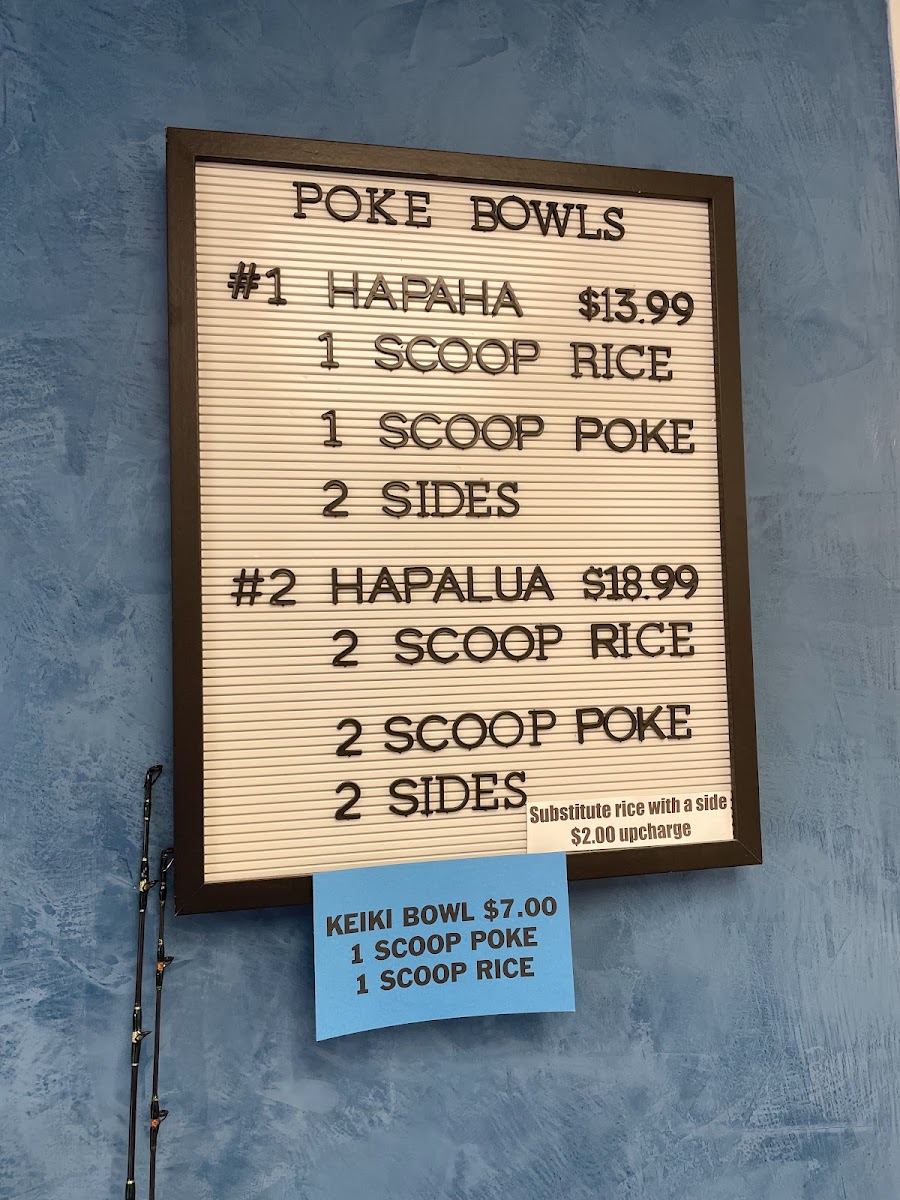 POKE BOWLS
#1 HAPAHA $13.99
1 SCOOP RICE
1 SCOOP POKE
2 SIDES
#2 HAPALUA $18.99
2 SCOOP RICE
2 SCOOP POKE
2 SIDES
Substitute rice with a side
$2.00 upcharge
KEIKI BOWL $7.00
1 SCOOP POKE
1 SCOOP RICE